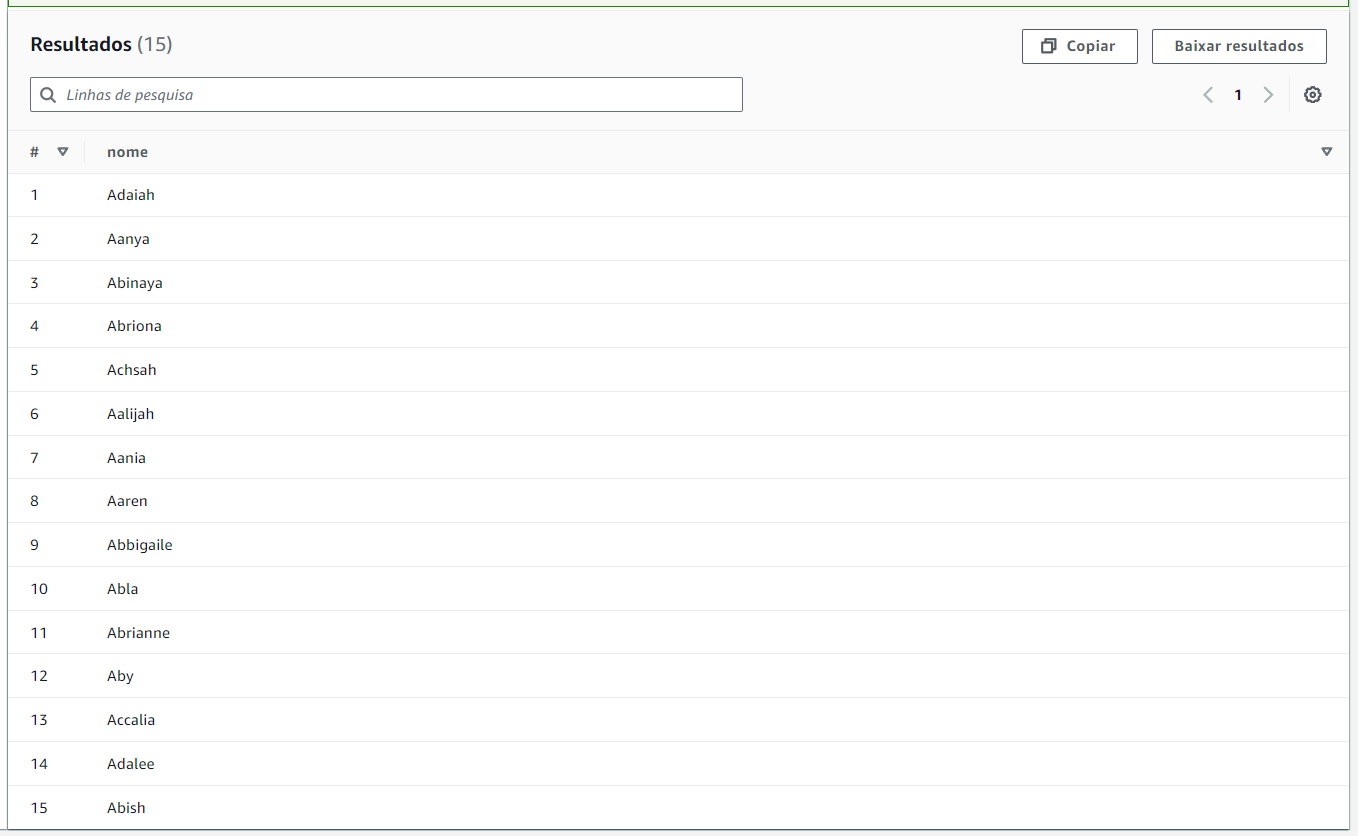 Resultados (15)
Copiar
Baixar resultados
Linhas de pesquisa
1
# nome
1 Adaiah
2 Aanya
3 Abinaya
4 Abriona
5 Achsah
6 Aalijah
7 Aania
8 Aaren
9 Abbigaile
10 Abla
11 Abrianne
12 Aby
13 Accalia
14 Adalee
15 Abish